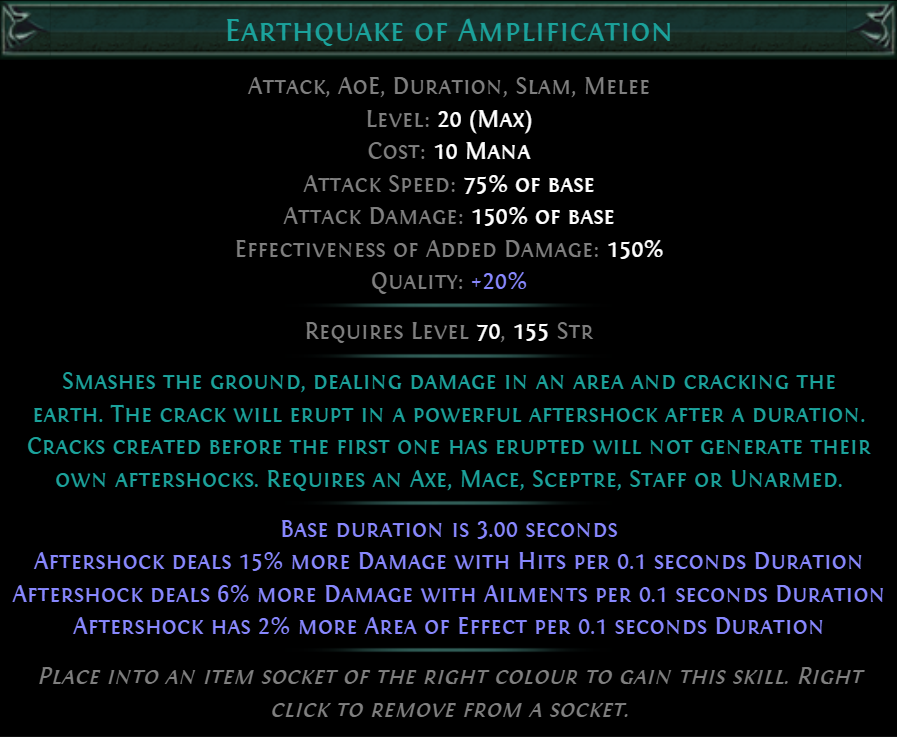 Earthquake of Amplification
Attack, AoE, Duration, Slam, Melee
Level: 20 (Max)
Cost: 10 Mana
Attack Speed: 75% of base
Attack Damage: 150% of base
Effectiveness of Added Damage: 150%
Quality: +20%
Requires Level 70, 155 Str
Smashes the ground, dealing damage in an area and cracking the
earth. The crack will erupt in a powerful aftershock after a duration.
Cracks created before the first one has erupted will not generate their
own aftershocks. Requires an Axe, Mace, Sceptre, Staff or Unarmed.
Base duration is 3.00 seconds
Aftershock deals 15% more Damage with Hits per 0.1 seconds Duration
Aftershock deals 6% more Damage with Ailments per 0.1 seconds Duration
Aftershock has 2% more Area of Effect per 0.1 seconds Duration
Place into an item socket of the right colour to gain this skill. Right
click to remove from a socket.